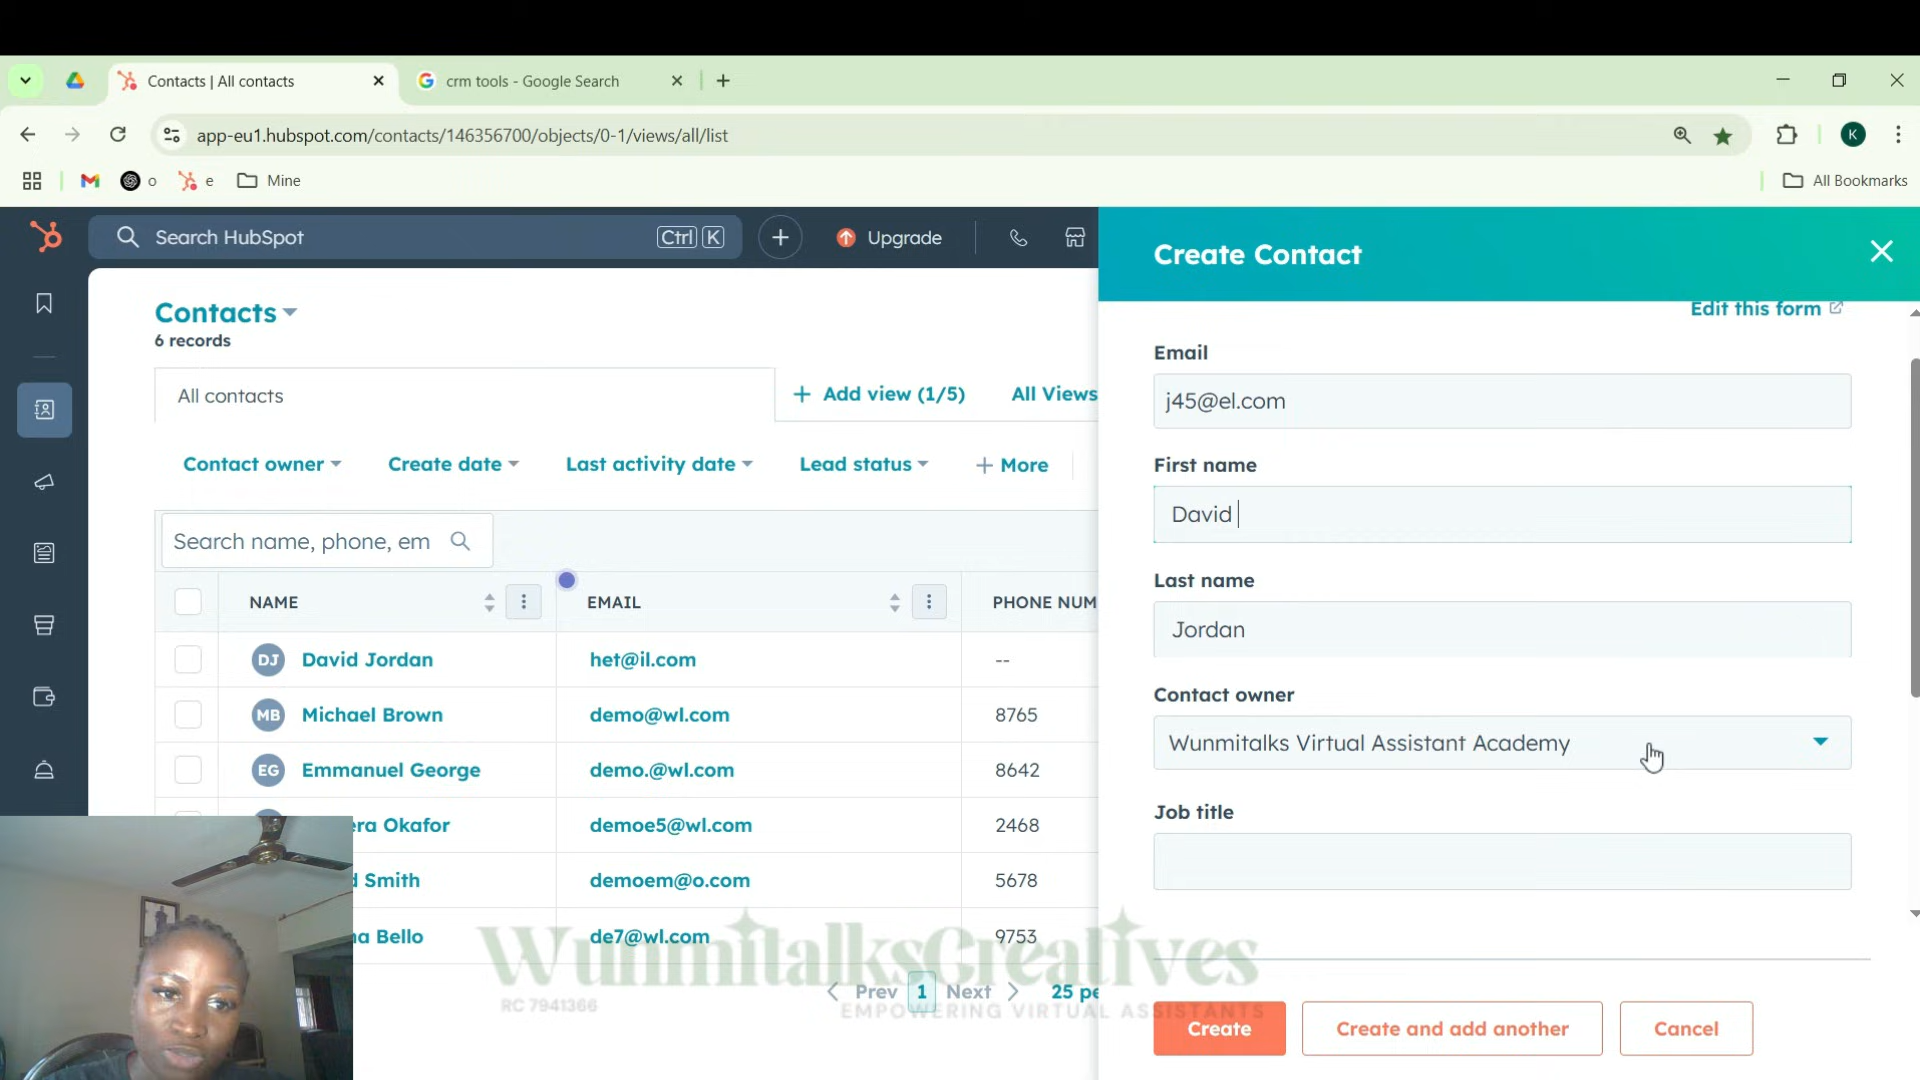 Contacts | All contacts
crm tools - Google Search
app-eu1.hubspot.com/contacts/146356700/objects/0-1/views/all/list
K
o
e
Mine
All Bookmarks
Search HubSpot
Ctrl K
Upgrade
Contacts
6 records
All contacts
Add view (1/5)
All Views
Contact owner
Create date
Last activity date
Lead status
More
Search name, phone, em
NAME
EMAIL
PHONE NUM
DJ David Jordan het@il.com --
MB Michael Brown demo@wl.com 8765
EG Emmanuel George demo.@wl.com 8642
era Okafor demoe5@wl.com 2468
d Smith demoem@o.com 5678
na Bello de7@wl.com 9753
Prev 1 Next 25 pe
WunmitalksCreatives
RC 7941366
EMPOWERING VIRTUAL ASSISTANTS
Create Contact
Edit this form
Email
j45@el.com
First name
David
Last name
Jordan
Contact owner
Wunmitalks Virtual Assistant Academy
Job title
Create
Create and add another
Cancel